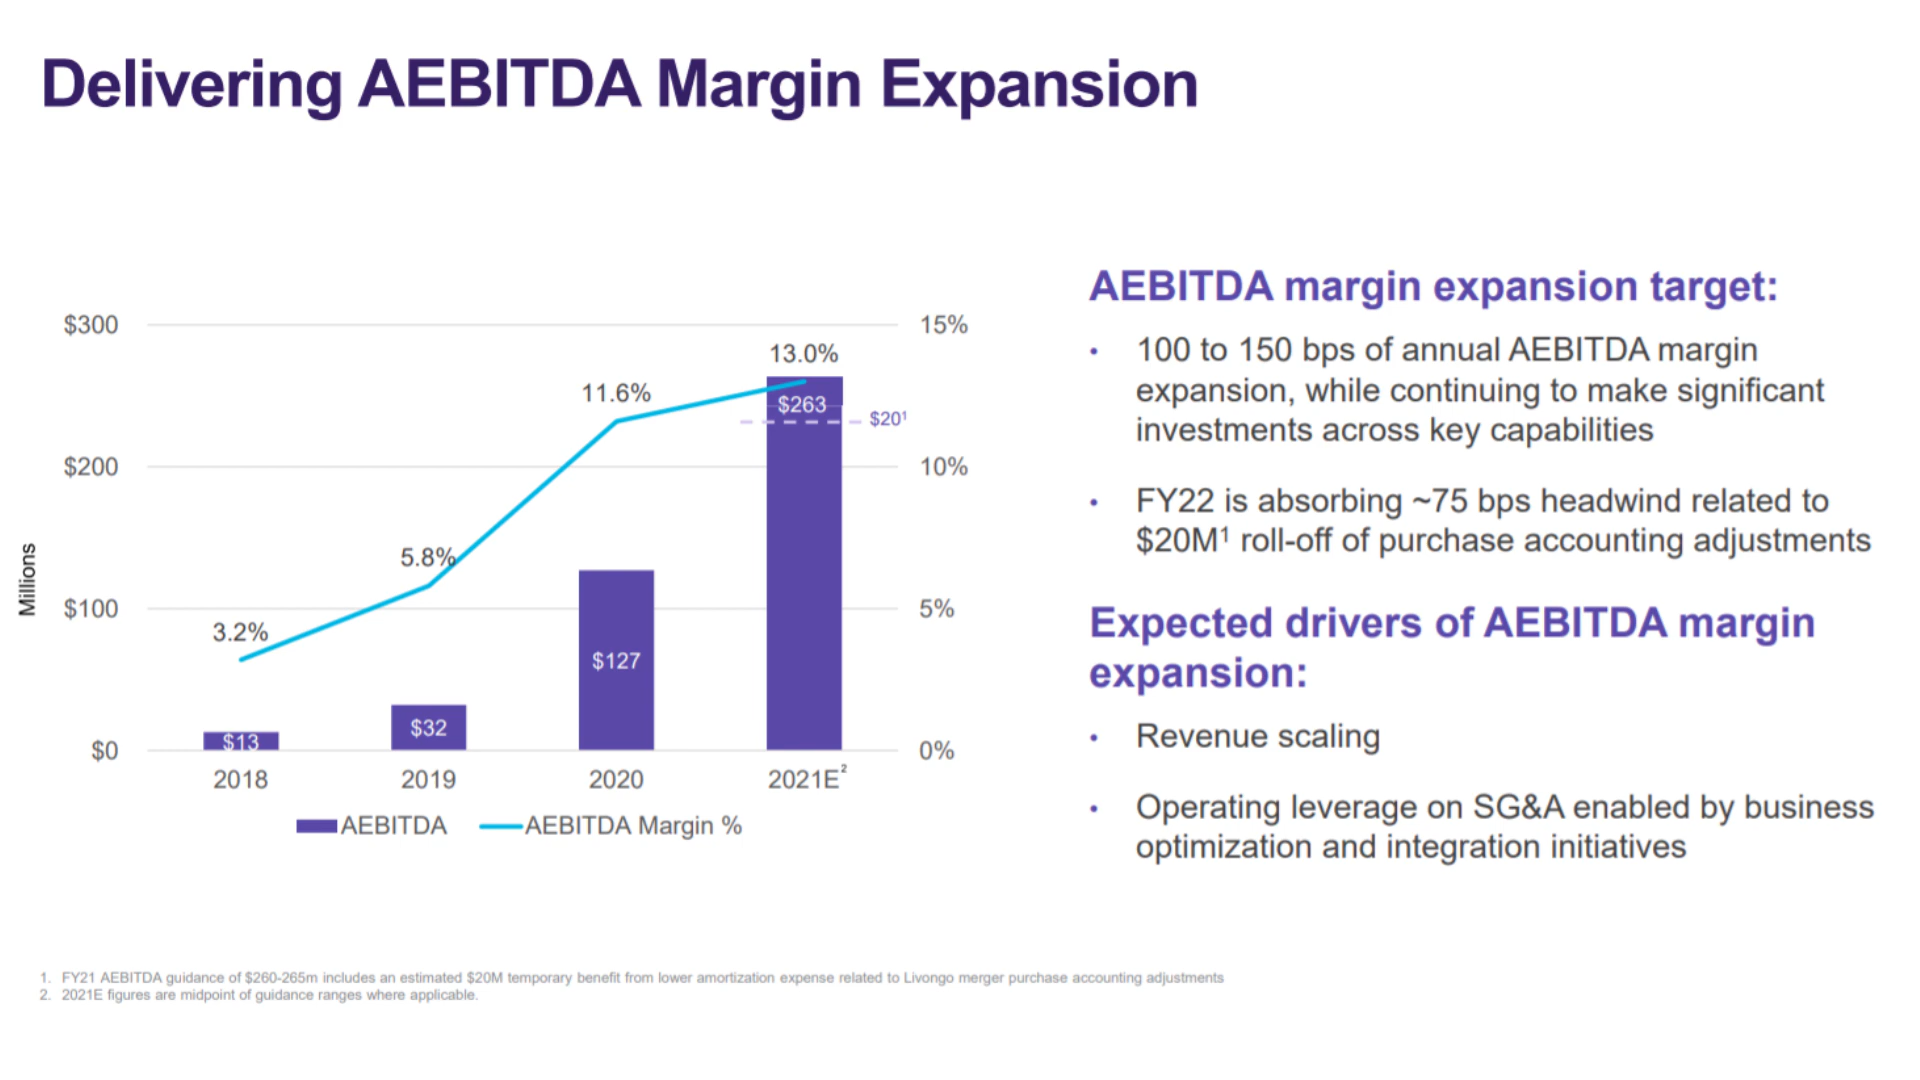 Delivering AEBITDA Margin Expansion
$300
$200
$100
$0
Millions
15%
10%
5%
0%
3.2%
5.8%
11.6%
13.0%
$13
$32
$127
$263
$20¹
2018
2019
2020
2021E²
AEBITDA
AEBITDA Margin %
AEBITDA margin expansion target:
• 100 to 150 bps of annual AEBITDA margin
expansion, while continuing to make significant
investments across key capabilities
• FY22 is absorbing ~75 bps headwind related to
$20M¹ roll-off of purchase accounting adjustments
Expected drivers of AEBITDA margin
expansion:
• Revenue scaling
• Operating leverage on SG&A enabled by business
optimization and integration initiatives
1. FY21 AEBITDA guidance of $260-265m includes an estimated $20M temporary benefit from lower amortization expense related to Livongo merger purchase accounting adjustments
2. 2021E figures are midpoint of guidance ranges where applicable.